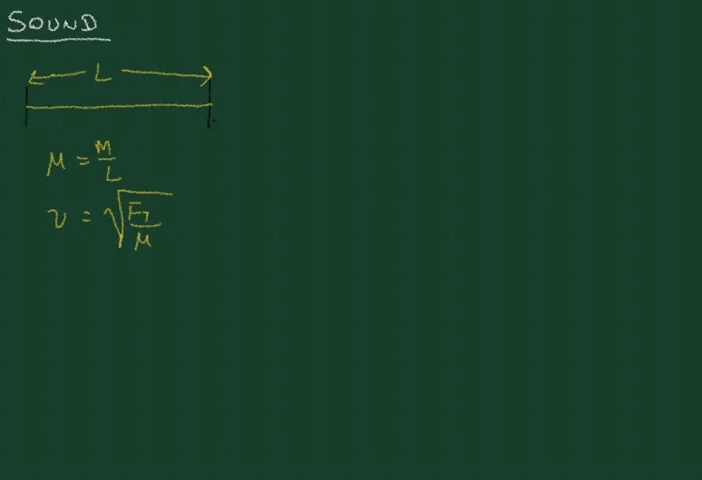 SOUND
L
μ = M/L
v = √(F_T/μ)